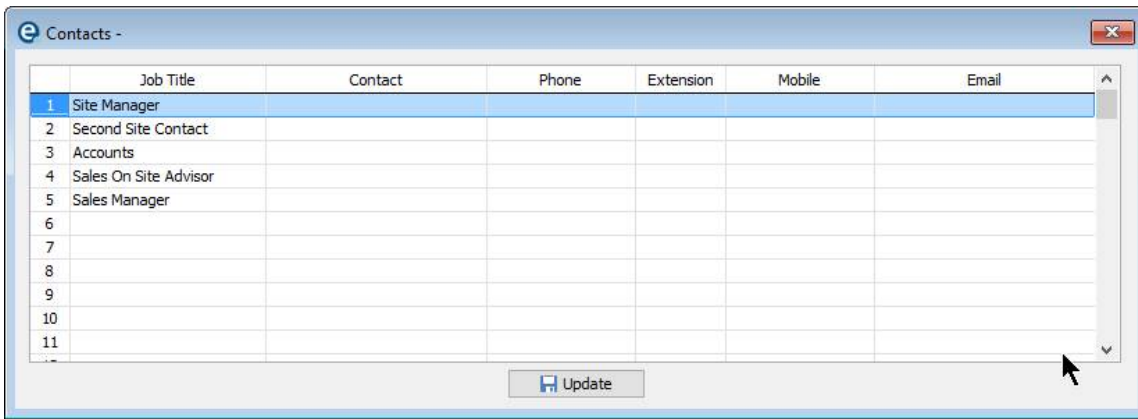 Contacts -
Job Title Contact Phone Extension Mobile Email
1 Site Manager
2 Second Site Contact
3 Accounts
4 Sales On Site Advisor
5 Sales Manager
6
7
8
9
10
11
Update